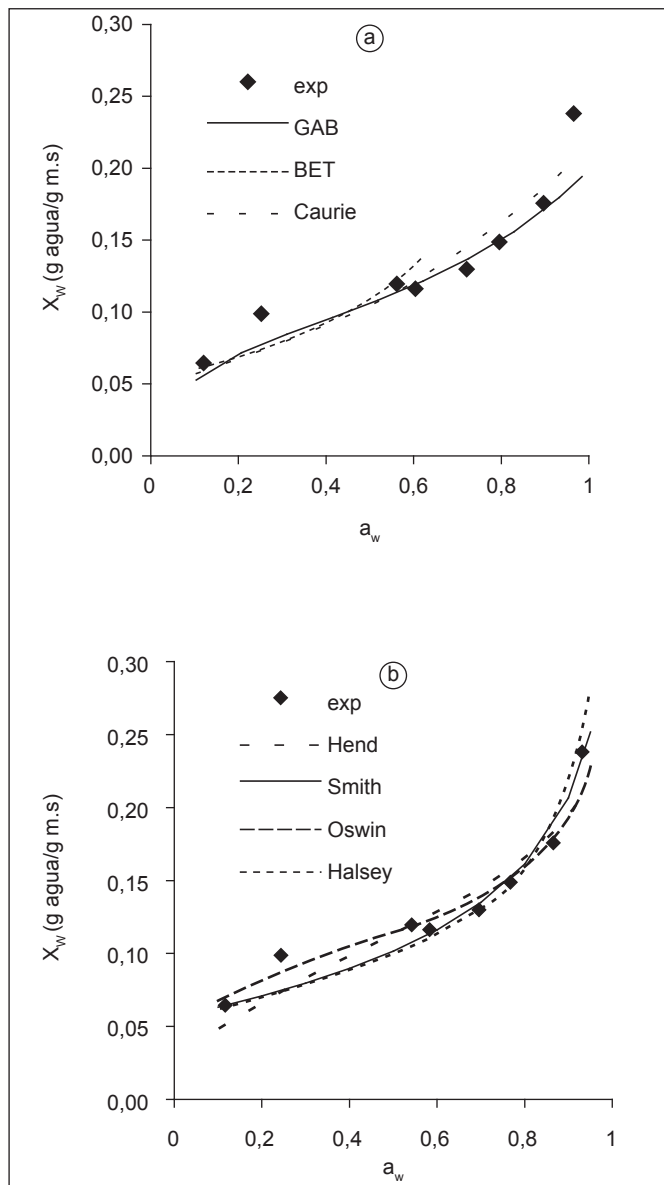 a
0,30
0,25
0,20
0,15
0,10
0,05
0,00
X_w (g agua/g m.s)
exp
GAB
BET
Caurie
0 0,2 0,4 0,6 0,8 1
a_w
b
0,30
0,25
0,20
0,15
0,10
0,05
0,00
X_w (g agua/g m.s)
exp
Hend
Smith
Oswin
Halsey
0 0,2 0,4 0,6 0,8 1
a_w